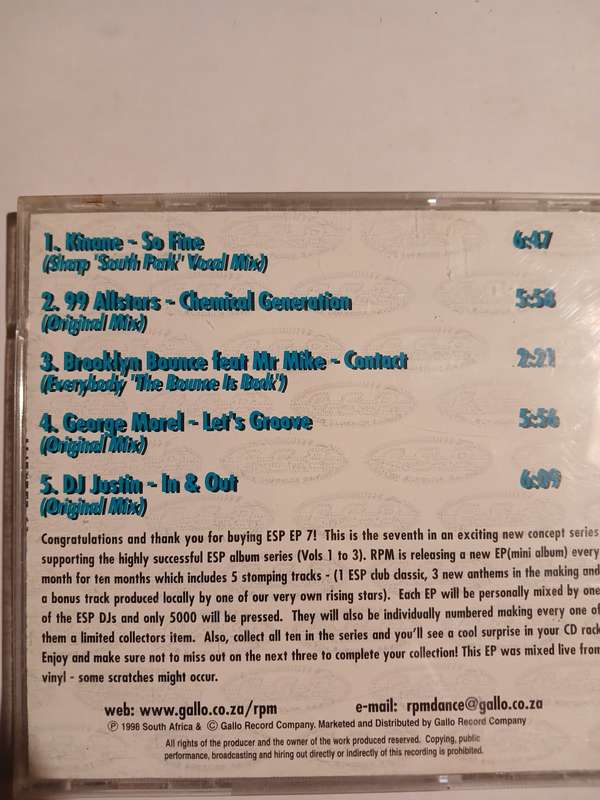 1. Kinane - So Fine 6:47
(Sharp 'South Park' Vocal Mix)
2. 99 Allstars - Chemical Generation 5:58
(Original Mix)
3. Brooklyn Bounce feat Mr Mike - Contact 2:21
(Everybody 'The Bounce Is Back')
4. George Morel - Let's Groove 5:56
(Original Mix)
5. DJ Justin - In & Out 6:09
(Original Mix)
Congratulations and thank you for buying ESP EP 7! This is the seventh in an exciting new concept series
supporting the highly successful ESP album series (Vols 1 to 3). RPM is releasing a new EP(mini album) every
month for ten months which includes 5 stomping tracks - (1 ESP club classic, 3 new anthems in the making and
a bonus track produced locally by one of our very own rising stars). Each EP will be personally mixed by one
of the ESP DJs and only 5000 will be pressed. They will also be individually numbered making every one of
them a limited collectors item. Also, collect all ten in the series and you'll see a cool surprise in your CD rack
Enjoy and make sure not to miss out on the next three to complete your collection! This EP was mixed live from
vinyl - some scratches might occur.
web: www.gallo.co.za/rpm e-mail: rpmdance@gallo.co.za
℗ 1998 South Africa & © Gallo Record Company. Marketed and Distributed by Gallo Record Company
All rights of the producer and the owner of the work produced reserved. Copying, public
performance, broadcasting and hiring out directly or indirectly of this recording is prohibited.